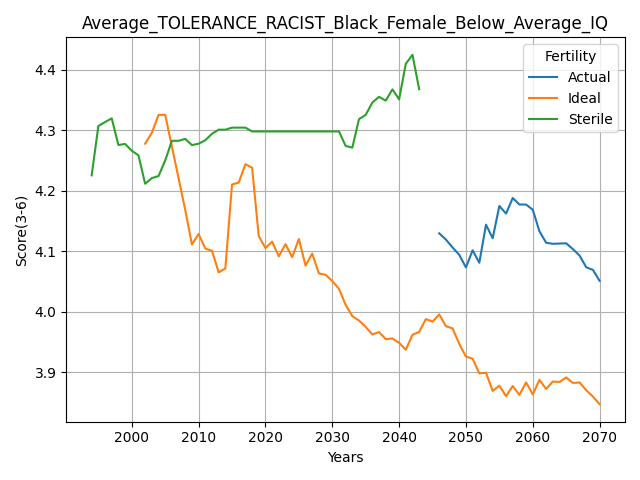 Average_TOLERANCE_RACIST_Black_Female_Below_Average_IQ
Fertility
Actual
Ideal
Sterile
Score(3-6)
4.4
4.3
4.2
4.1
4.0
3.9
2000 2010 2020 2030 2040 2050 2060 2070
Years